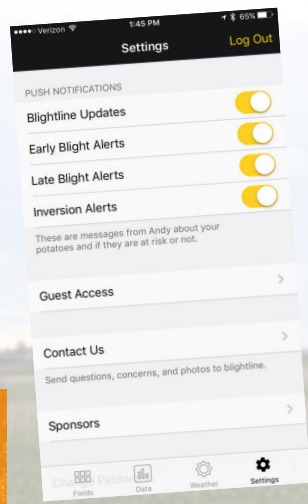 Verizon 1:45 PM 65%
Settings Log Out
PUSH NOTIFICATIONS
Blightline Updates
Early Blight Alerts
Late Blight Alerts
Inversion Alerts
These are messages from Andy about your
potatoes and if they are at risk or not.
Guest Access
Contact Us
Send questions, concerns, and photos to blightline.
Sponsors
Change Password
Fields Data Weather Settings